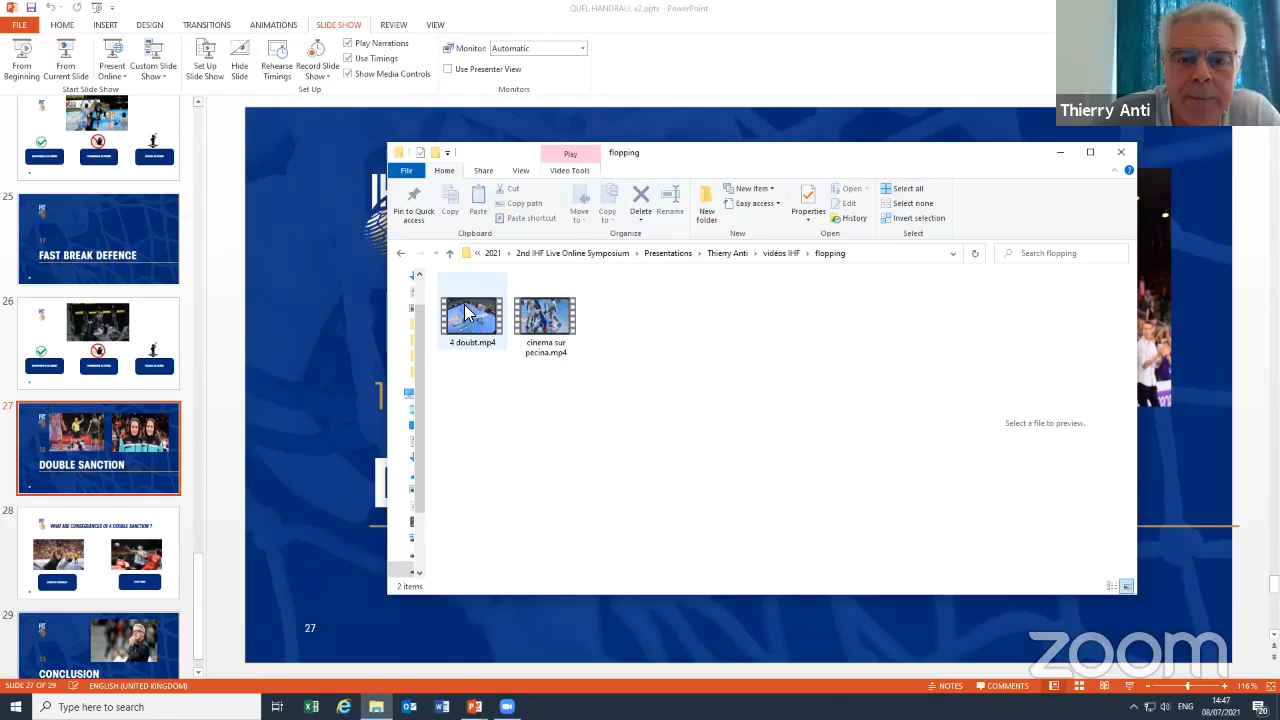 QUEL HANDBALL v2.pptx - PowerPoint
FILE HOME INSERT DESIGN TRANSITIONS ANIMATIONS SLIDE SHOW REVIEW VIEW
From Beginning
From Current Slide
Present Online
Custom Slide Show
Start Slide Show
Set Up Slide Show
Hide Slide
Rehearse Timings
Record Slide Show
Play Narrations
Use Timings
Show Media Controls
Set Up
Monitor: Automatic
Use Presenter View
Monitors
Thierry Anti
25
11
FAST BREAK DEFENCE
26
27
12
DOUBLE SANCTION
28
WHAT ARE CONSEQUENCES OF A DOUBLE SANCTION ?
29
13
CONCLUSION
Play
flopping
File Home Share View Video Tools
Pin to Quick access
Copy
Paste
Cut
Copy path
Paste shortcut
Clipboard
Move to
Copy to
Delete
Rename
Organize
New folder
New item
Easy access
New
Properties
Open
Edit
History
Open
Select all
Select none
Invert selection
Select
« 2021 > 2nd IHF Live Online Symposium > Presentations > Thierry Anti > vidéos IHF > flopping
Search flopping
4 doubt.mp4
cinema sur pecina.mp4
Select a file to preview.
2 items
27
zoom
SLIDE 27 OF 29 ENGLISH (UNITED KINGDOM)
NOTES COMMENTS 116 %
Type here to search
ENG
14:47
08/07/2021
20